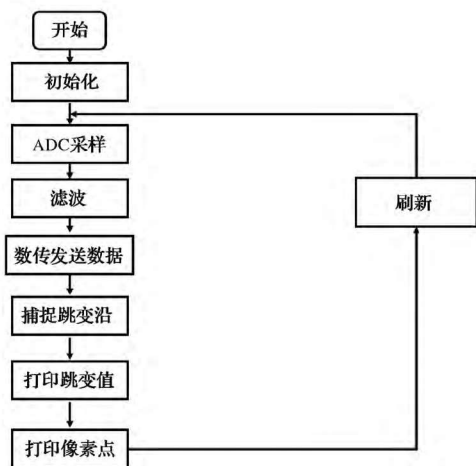 开始
初始化
ADC采样
滤波
数传发送数据
捕捉跳变沿
打印跳变值
打印像素点
刷新